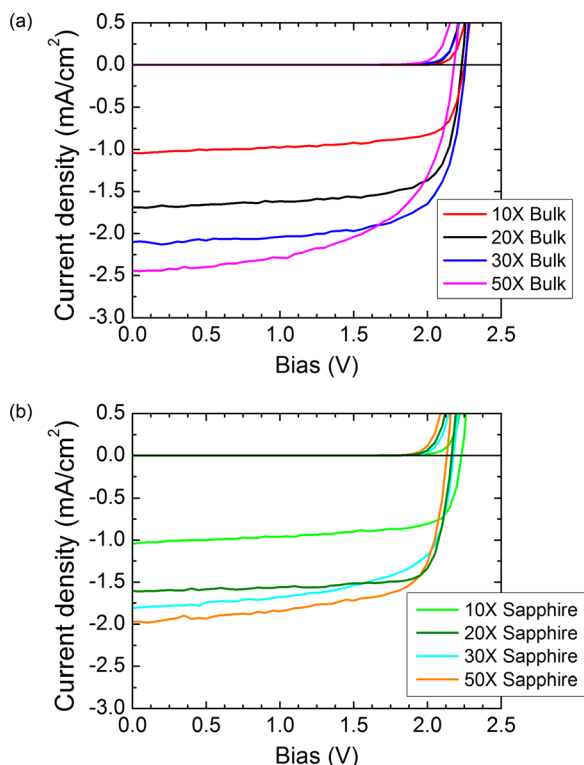 (a)
0.5
0.0
-0.5
-1.0
-1.5
-2.0
-2.5
-3.0
Current density (mA/cm²)
10X Bulk
20X Bulk
30X Bulk
50X Bulk
0.0 0.5 1.0 1.5 2.0 2.5
Bias (V)
(b)
0.5
0.0
-0.5
-1.0
-1.5
-2.0
-2.5
-3.0
Current density (mA/cm²)
10X Sapphire
20X Sapphire
30X Sapphire
50X Sapphire
0.0 0.5 1.0 1.5 2.0 2.5
Bias (V)